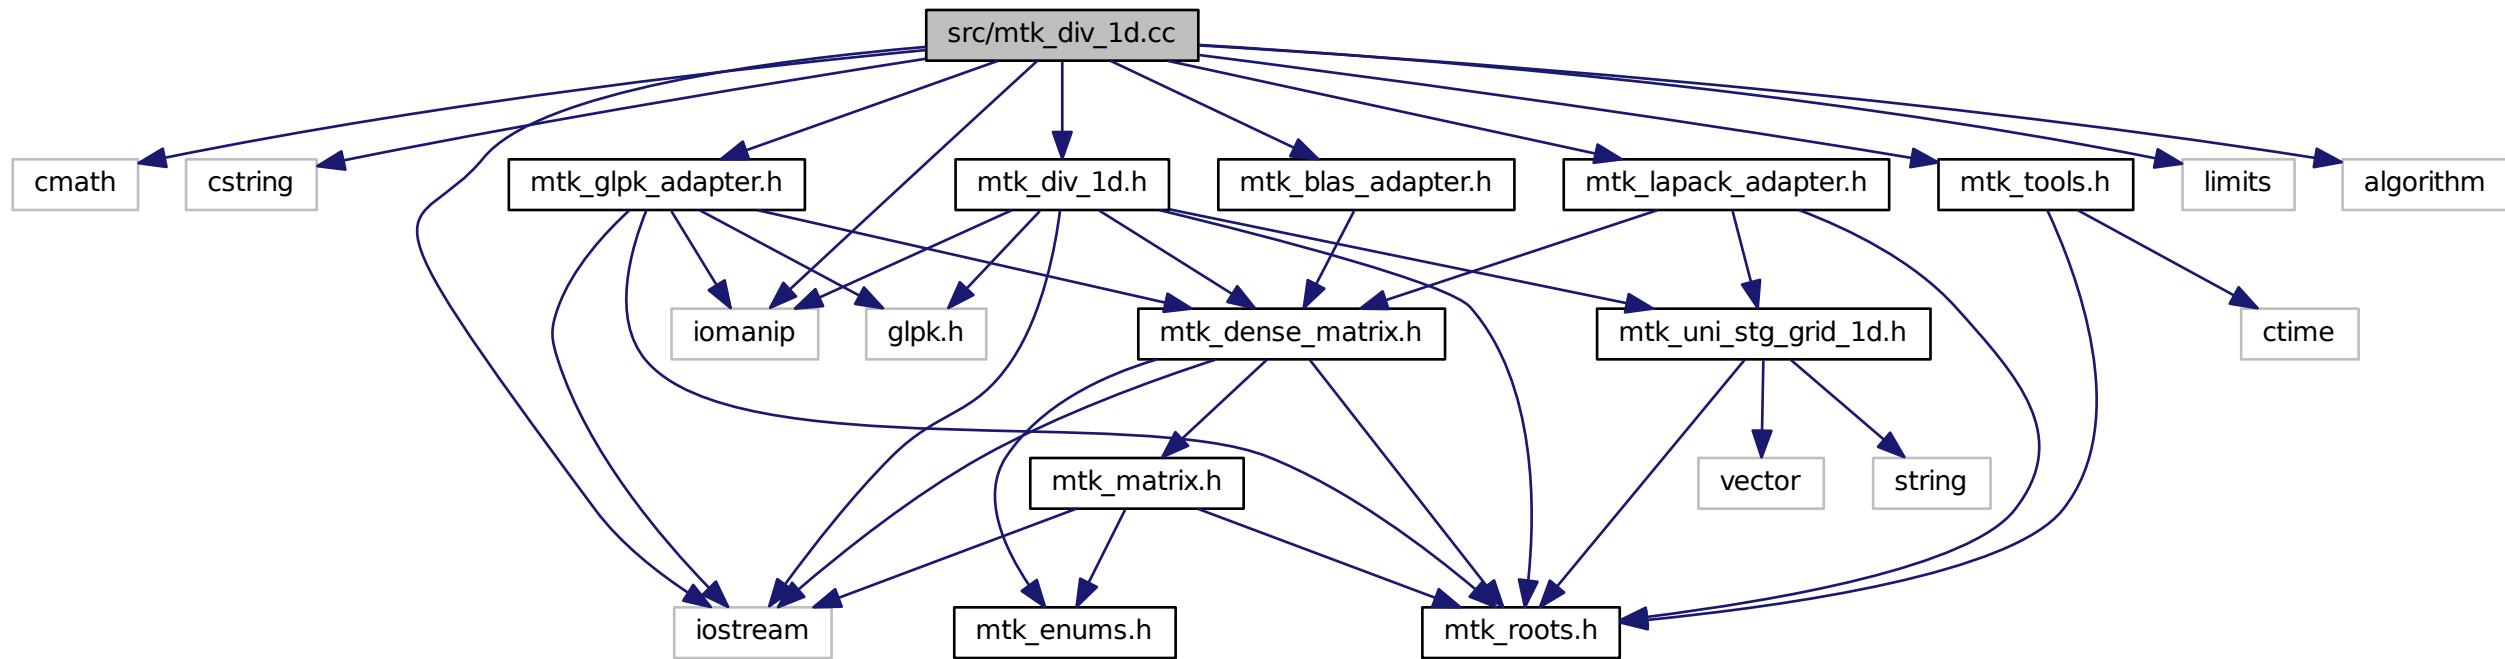 src/mtk_div_1d.cc
cmath
cstring
mtk_glpk_adapter.h
mtk_div_1d.h
mtk_blas_adapter.h
mtk_lapack_adapter.h
mtk_tools.h
limits
algorithm
iomanip
glpk.h
mtk_dense_matrix.h
mtk_uni_stg_grid_1d.h
ctime
mtk_matrix.h
vector
string
iostream
mtk_enums.h
mtk_roots.h